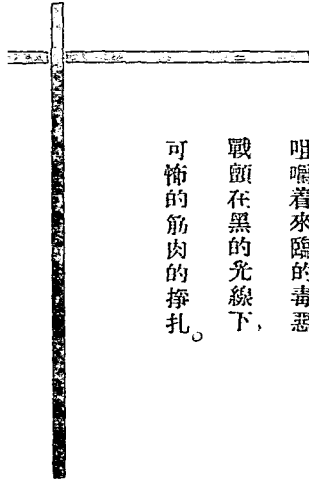 咀嚼着來臨的毒惡
戰顫在黑的光線下，
可怖的筋肉的掙扎。